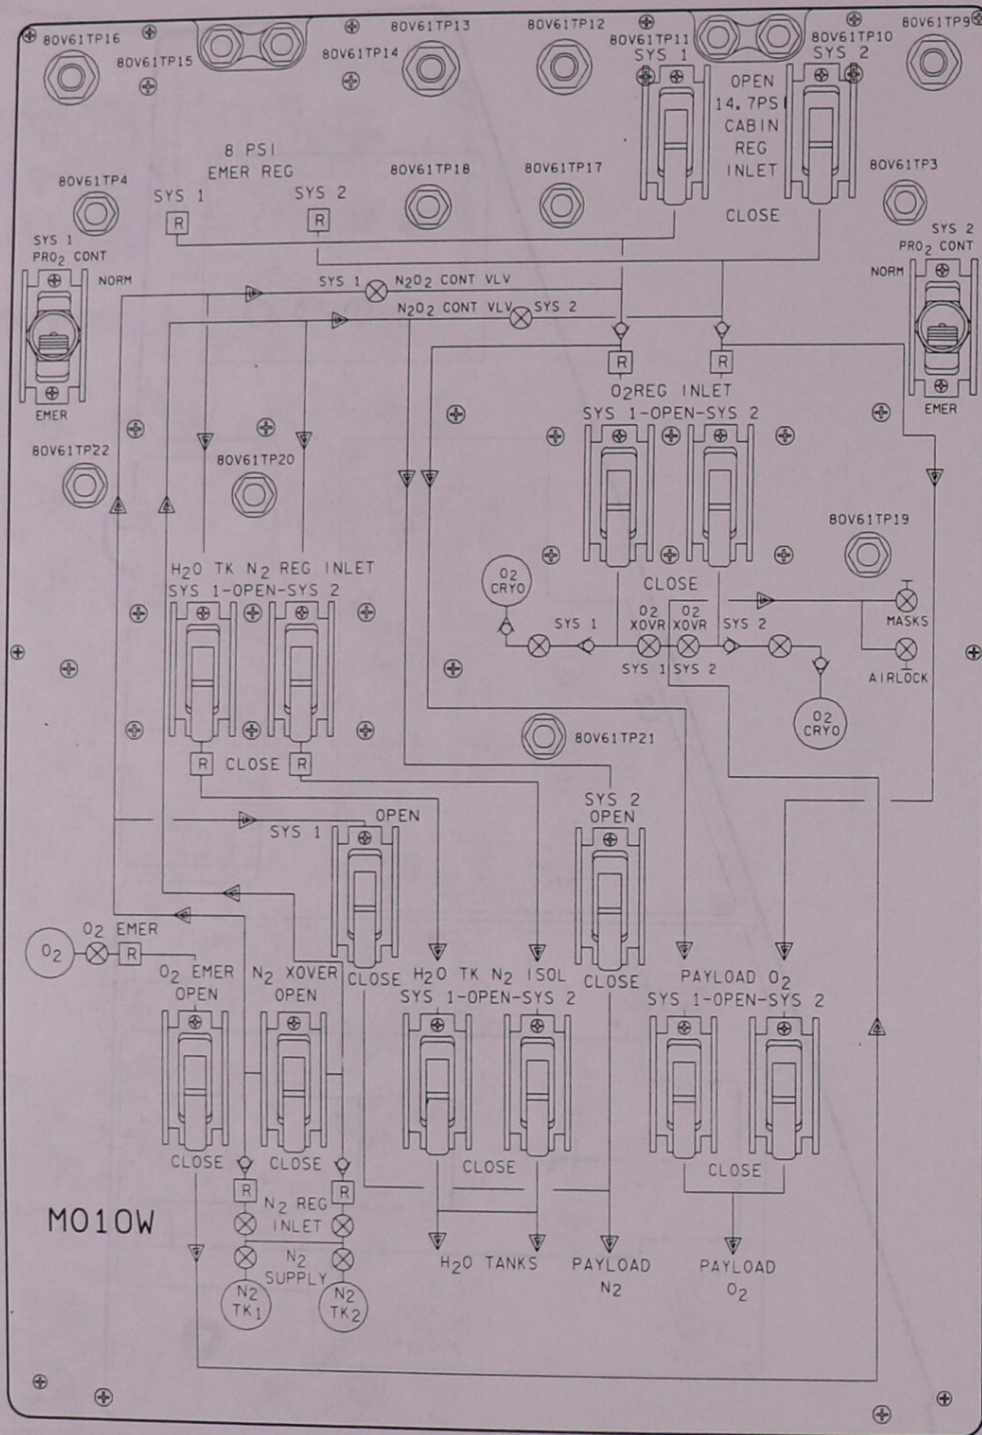 80V61TP16
80V61TP15
80V61TP14
80V61TP13
80V61TP12
80V61TP11
80V61TP10
80V61TP9
SYS 1
SYS 2
OPEN
14.7PSI
CABIN
REG
INLET
CLOSE
8 PSI
EMER REG
SYS 1
SYS 2
R
R
80V61TP4
80V61TP18
80V61TP17
80V61TP3
SYS 1
PRO2 CONT
NORM
EMER
SYS 2
PRO2 CONT
NORM
EMER
SYS 1
N2O2 CONT VLV
N2O2 CONT VLV
SYS 2
R
R
O2REG INLET
SYS 1-OPEN-SYS 2
CLOSE
80V61TP22
80V61TP20
80V61TP19
H2O TK N2 REG INLET
SYS 1-OPEN-SYS 2
R
CLOSE
R
O2
CRYO
SYS 1
O2
XOVR
O2
XOVR
SYS 2
SYS 1
SYS 2
MASKS
AIRLOCK
O2
CRYO
80V61TP21
SYS 1
OPEN
CLOSE
SYS 2
OPEN
CLOSE
O2
O2 EMER
R
O2 EMER
OPEN
CLOSE
N2 XOVER
OPEN
CLOSE
H2O TK N2 ISOL
SYS 1-OPEN-SYS 2
CLOSE
PAYLOAD O2
SYS 1-OPEN-SYS 2
CLOSE
R
N2 REG
INLET
R
N2
SUPPLY
N2
TK1
N2
TK2
H2O TANKS
PAYLOAD
N2
PAYLOAD
O2
MO10W